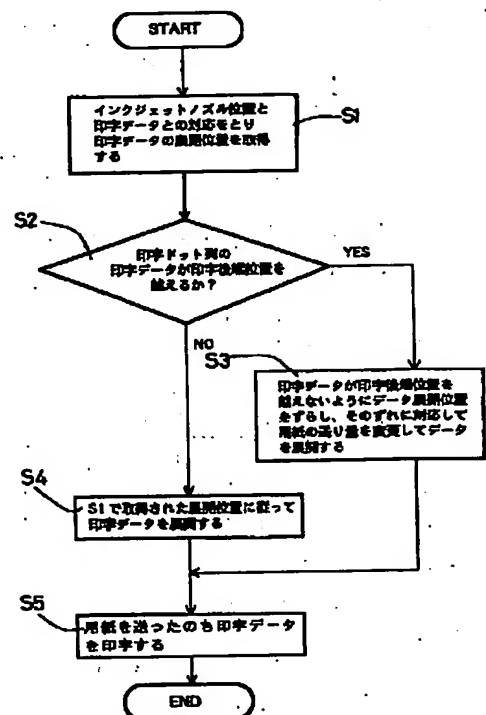 START
インクジェットノズル位置と
印字データとの対応をとり
印字データの展開位置を取得
する
S1
S2
印字ドット列の
印字データが印字後端位置を
越えるか?
YES
NO
S3
印字データが印字後端位置を
越えないようにデータ展開位置
をずらし、そのずれに対応して
用紙の送り量を変更してデータ
を展開する
S4
S1で取得された展開位置に従って
印字データを展開する
S5
用紙を送ったのち印字データ
を印字する
END